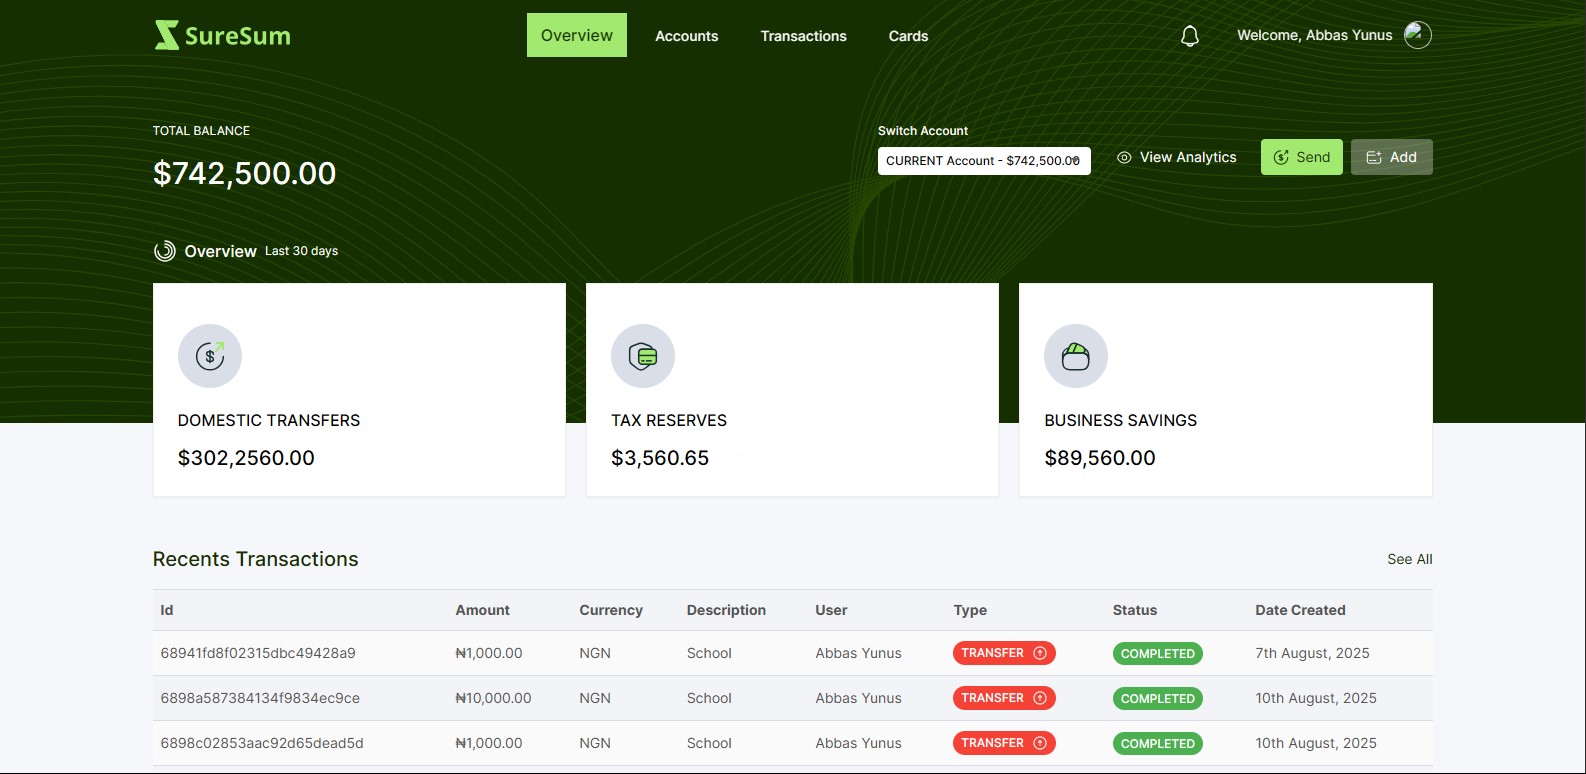 SureSum
Overview
Accounts
Transactions
Cards
Welcome, Abbas Yunus
TOTAL BALANCE
$742,500.00
Switch Account
CURRENT Account - $742,500.00
View Analytics
Send
Add
Overview Last 30 days
DOMESTIC TRANSFERS
$302,2560.00
TAX RESERVES
$3,560.65
BUSINESS SAVINGS
$89,560.00
Recents Transactions
See All
Id Amount Currency Description User Type Status Date Created
68941fd8f02315dbc49428a9 ₦1,000.00 NGN School Abbas Yunus TRANSFER COMPLETED 7th August, 2025
6898a587384134f9834ec9ce ₦10,000.00 NGN School Abbas Yunus TRANSFER COMPLETED 10th August, 2025
6898c02853aac92d65dead5d ₦1,000.00 NGN School Abbas Yunus TRANSFER COMPLETED 10th August, 2025